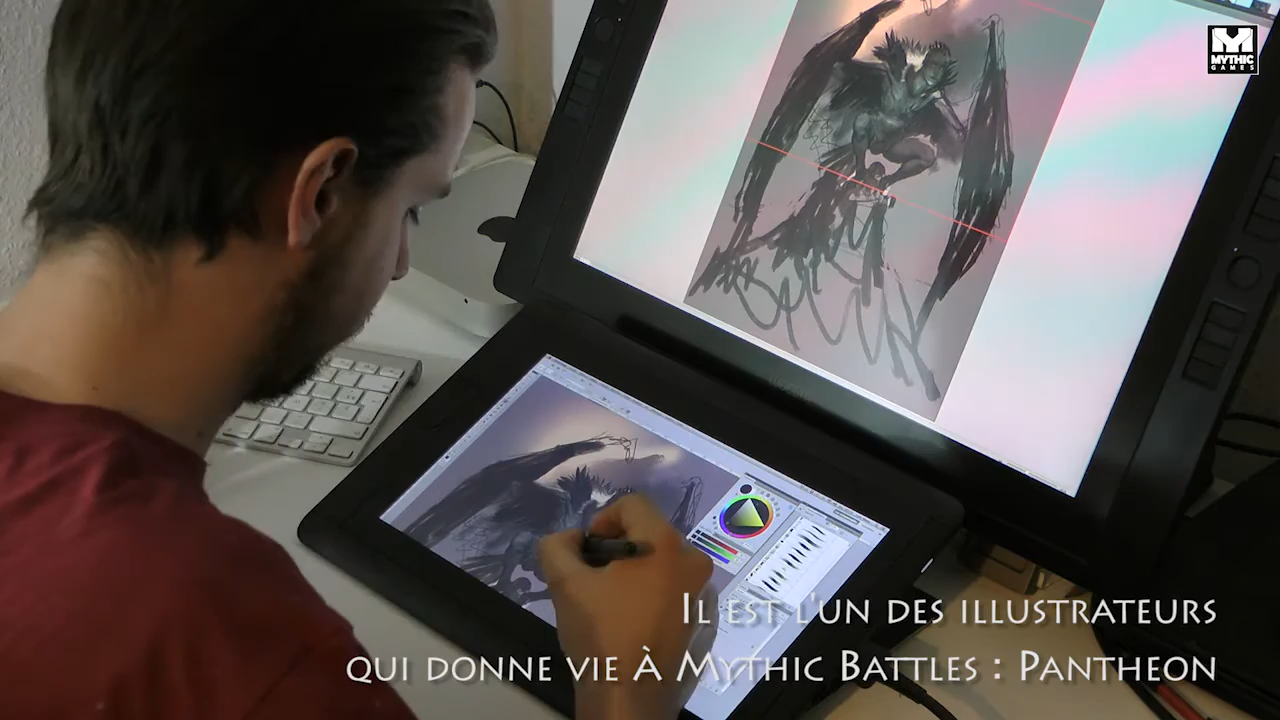 MYTHIC
GAMES
Il est l'un des illustrateurs
qui donne vie à Mythic Battles : Pantheon